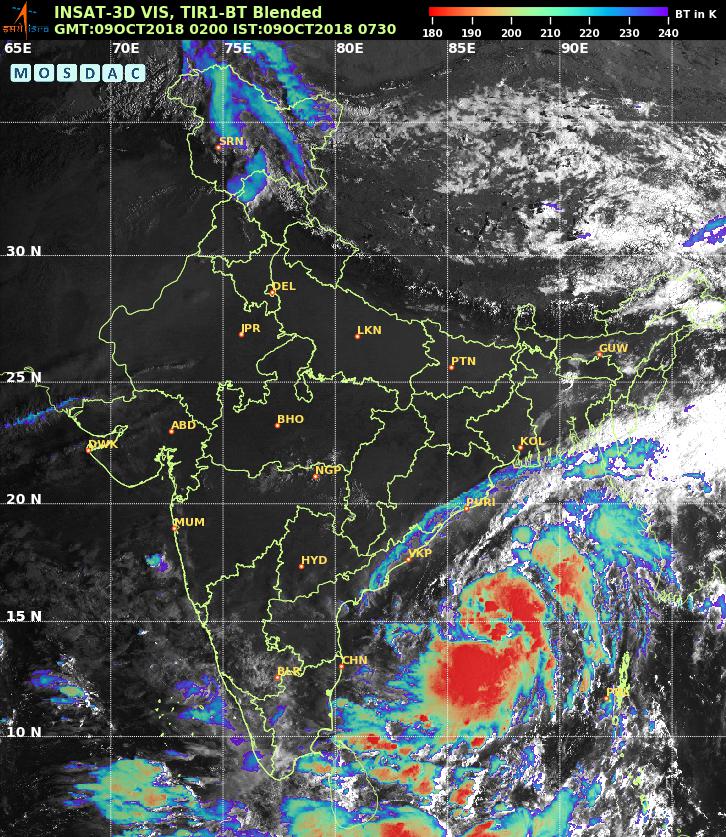 INSAT-3D VIS, TIR1-BT Blended
GMT:09OCT2018 0200 IST:09OCT2018 0730
BT in K
180 190 200 210 220 230 240
65E 70E 75E 80E 85E 90E
MOSDAC
SRN
30 N
DEL
JPR
LKN
GUW
PTN
25 N
ABD
BHO
DWK
KOL
NGP
20 N
PURI
MUM
VKP
HYD
15 N
CHN
BLR
10 N